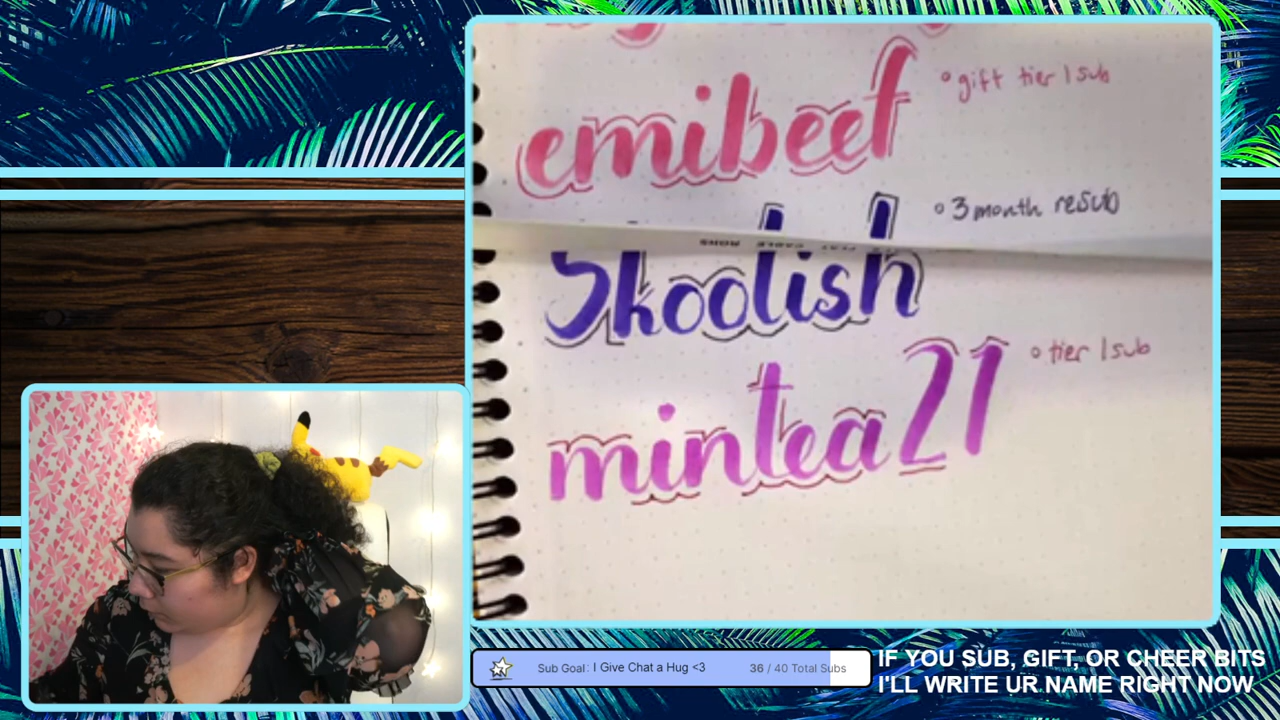 emibeef
° gift tier 1 sub
° 3 month resub
Skoolish
° tier 1 sub
mintea21
Sub Goal: I Give Chat a Hug <3
36 / 40 Total Subs
IF YOU SUB, GIFT, OR CHEER BITS
I'LL WRITE UR NAME RIGHT NOW